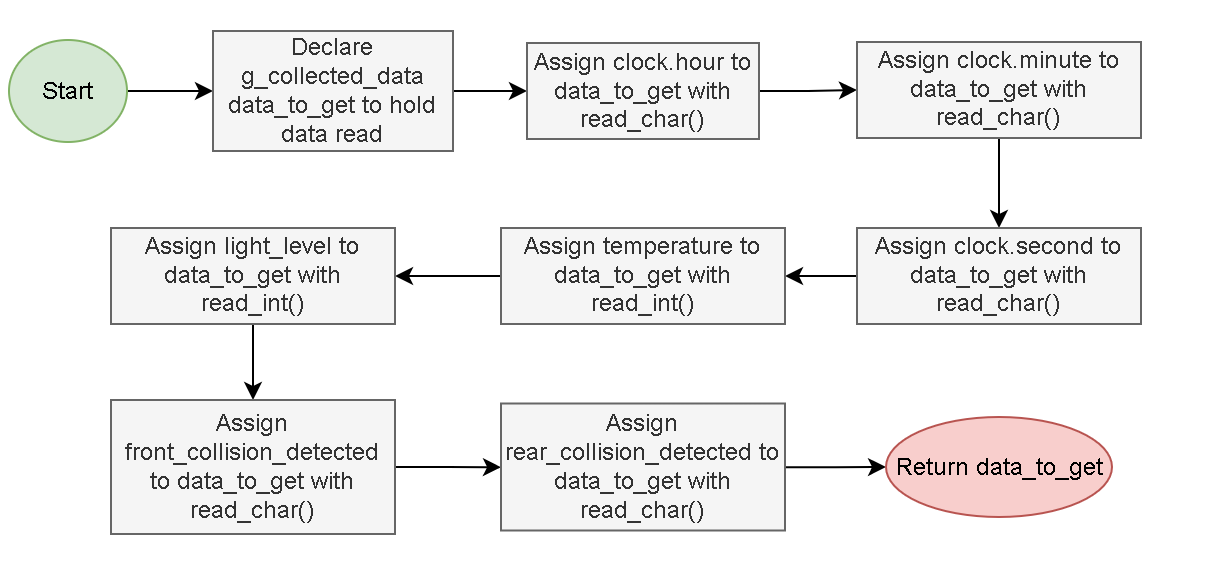 Start
Declare
g_collected_data
data_to_get to hold
data read
Assign clock.hour to
data_to_get with
read_char()
Assign clock.minute to
data_to_get with
read_char()
Assign clock.second to
data_to_get with
read_char()
Assign temperature to
data_to_get with
read_int()
Assign light_level to
data_to_get with
read_int()
Assign
front_collision_detected
to data_to_get with
read_char()
Assign
rear_collision_detected to
data_to_get with
read_char()
Return data_to_get